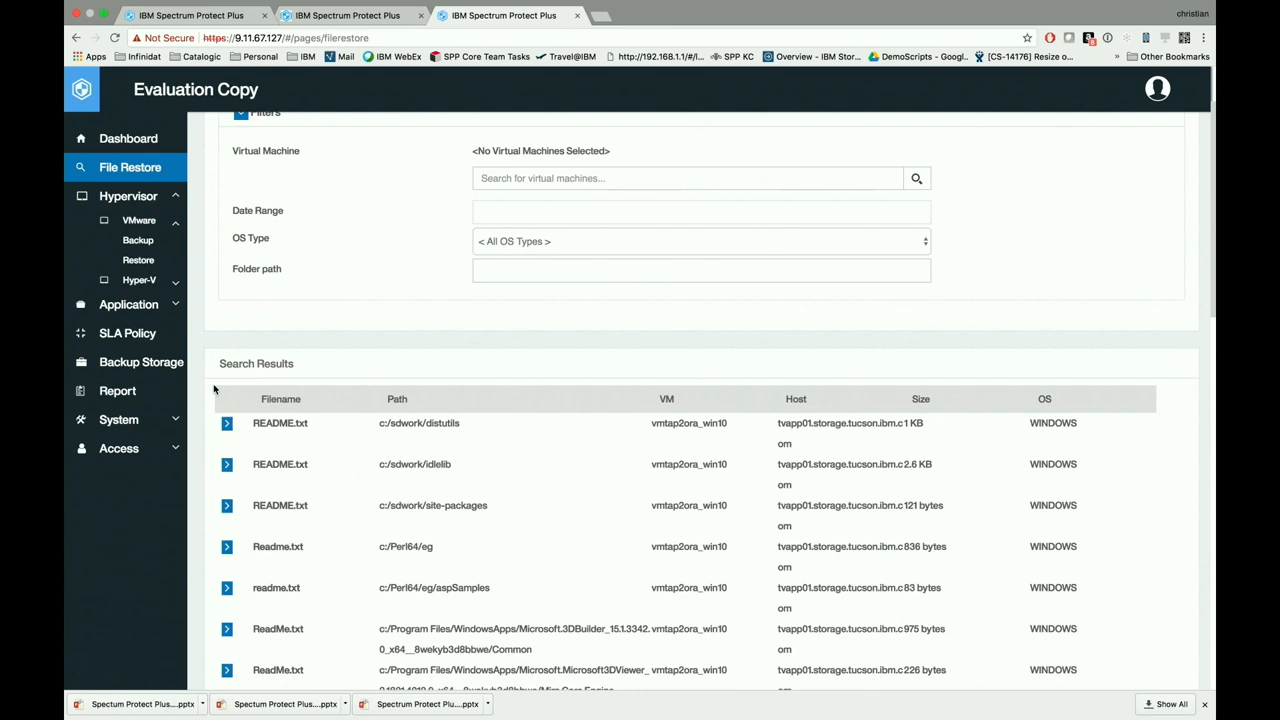 IBM Spectrum Protect Plus
IBM Spectrum Protect Plus
IBM Spectrum Protect Plus
christian
Not Secure https://9.11.67.127/#/pages/filerestore
Apps Infinidat Catalogic Personal IBM Mail IBM WebEx SPP Core Team Tasks Travel@IBM http://192.168.1.1/#/l... SPP KC Overview - IBM Stor... DemoScripts - Googl.. [CS-14176] Resize o... » Other Bookmarks
Evaluation Copy
Dashboard
File Restore
Hypervisor
VMware
Backup
Restore
Hyper-V
Application
SLA Policy
Backup Storage
Report
System
Access
Filters
Virtual Machine <No Virtual Machines Selected>
Search for virtual machines...
Date Range
OS Type < All OS Types >
Folder path
Search Results
Filename Path VM Host Size OS
README.txt c:/sdwork/distutils vmtap2ora_win10 tvapp01.storage.tucson.ibm.c 1 KB WINDOWS
om
README.txt c:/sdwork/idlelib vmtap2ora_win10 tvapp01.storage.tucson.ibm.c 2.6 KB WINDOWS
om
README.txt c:/sdwork/site-packages vmtap2ora_win10 tvapp01.storage.tucson.ibm.c 121 bytes WINDOWS
om
Readme.txt c:/Perl64/eg vmtap2ora_win10 tvapp01.storage.tucson.ibm.c 836 bytes WINDOWS
om
readme.txt c:/Perl64/eg/aspSamples vmtap2ora_win10 tvapp01.storage.tucson.ibm.c 83 bytes WINDOWS
om
ReadMe.txt c:/Program Files/WindowsApps/Microsoft.3DBuilder_15.1.3342. vmtap2ora_win10 tvapp01.storage.tucson.ibm.c 975 bytes WINDOWS
0_x64__8wekyb3d8bbwe/Common om
ReadMe.txt c:/Program Files/WindowsApps/Microsoft.Microsoft3DViewer_ vmtap2ora_win10 tvapp01.storage.tucson.ibm.c 226 bytes WINDOWS
Spectum Protect Plus....pptx Spectum Protect Plus....pptx Spectrum Protect Plu....pptx Show All